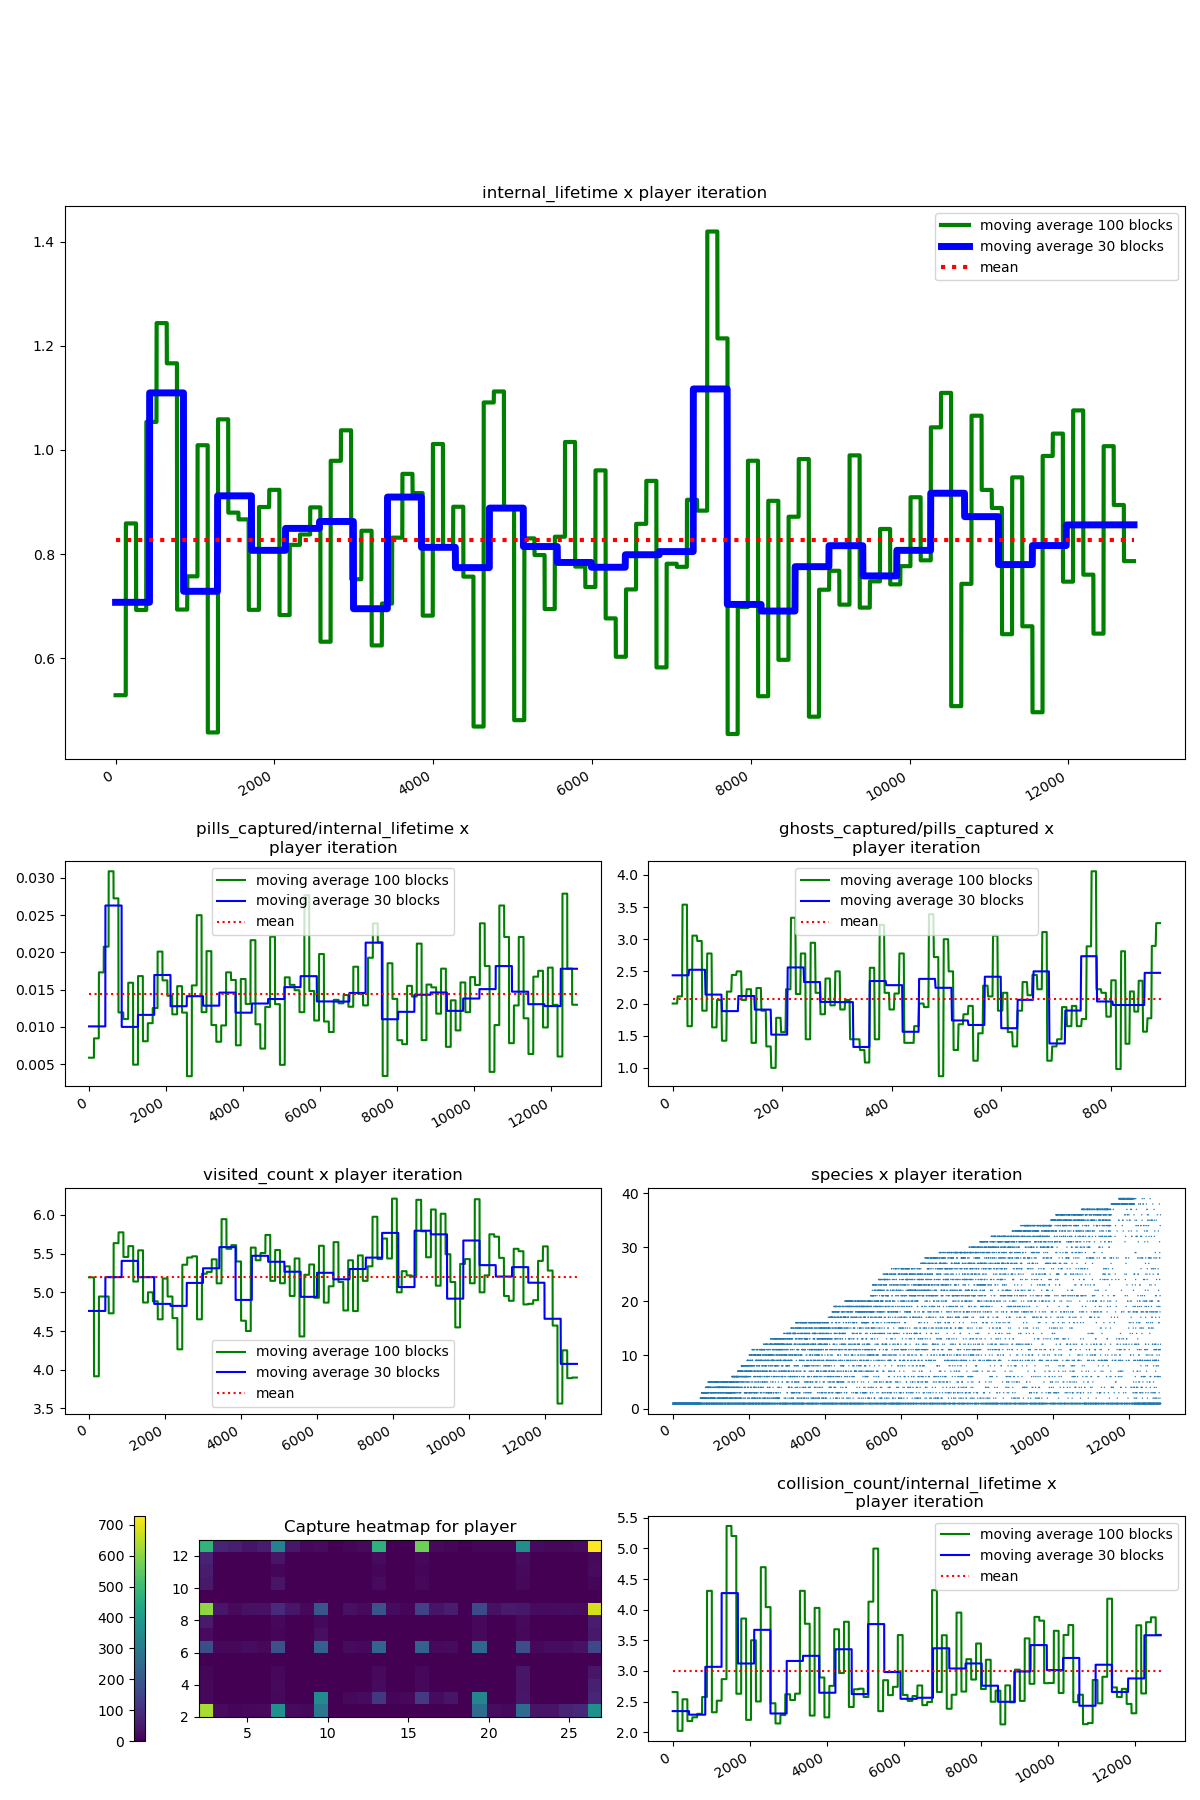 internal_lifetime x player iteration
moving average 100 blocks
moving average 30 blocks
mean
1.4
1.2
1.0
0.8
0.6
0 2000 4000 6000 8000 10000 12000
pills_captured/internal_lifetime x
player iteration
moving average 100 blocks
moving average 30 blocks
mean
0.030
0.025
0.020
0.015
0.010
0.005
0 2000 4000 6000 8000 10000 12000
ghosts_captured/pills_captured x
player iteration
moving average 100 blocks
moving average 30 blocks
mean
4.0
3.5
3.0
2.5
2.0
1.5
1.0
0 200 400 600 800
visited_count x player iteration
6.0
5.5
5.0
4.5
4.0
3.5
moving average 100 blocks
moving average 30 blocks
mean
0 2000 4000 6000 8000 10000 12000
species x player iteration
40
30
20
10
0
0 2000 4000 6000 8000 10000 12000
700
600
500
400
300
200
100
0
Capture heatmap for player
12
10
8
6
4
2
5 10 15 20 25
collision_count/internal_lifetime x
player iteration
moving average 100 blocks
moving average 30 blocks
mean
5.5
5.0
4.5
4.0
3.5
3.0
2.5
2.0
0 2000 4000 6000 8000 10000 12000